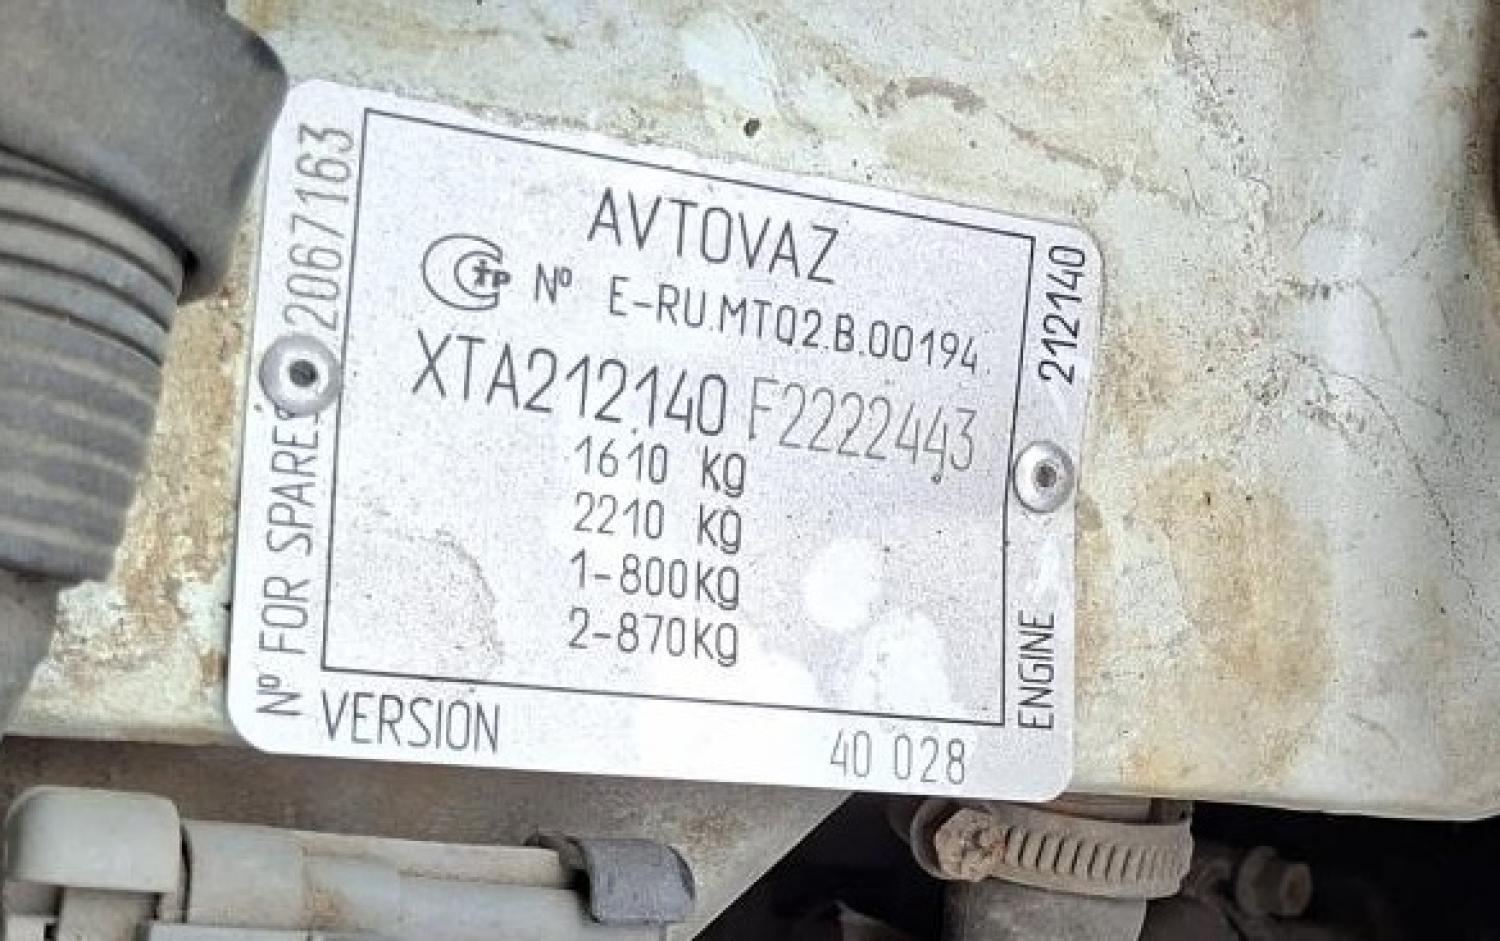 AVTOVAZ
Nº E-RU.MT02.B.00194
XTA212140 F2222443
1610 kg
2210 kg
1-800kg
2-870kg
Nº FOR SPARES 2067163
VERSION 40 028
ENGINE 212140